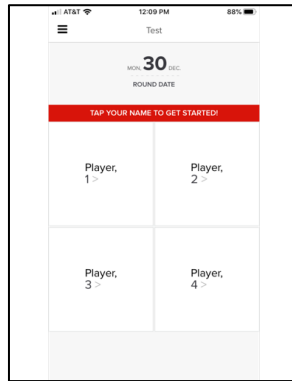 AT&T 12:09 PM 88%
Test
MON. 30 DEC.
ROUND DATE
TAP YOUR NAME TO GET STARTED!
Player, Player,
1 > 2 >
Player, Player,
3 > 4 >